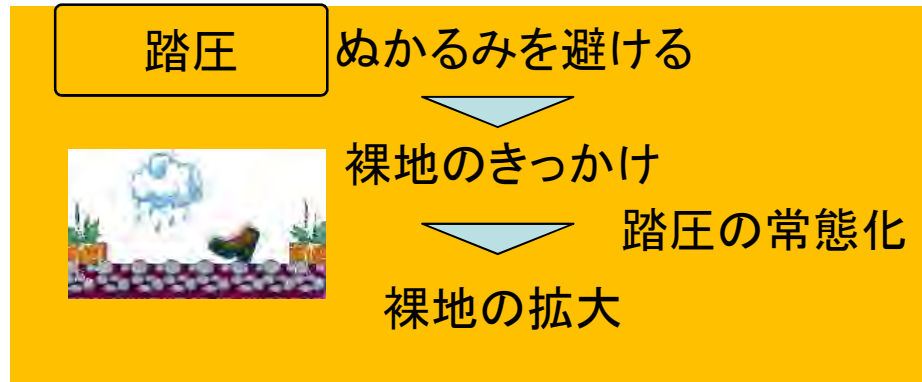 踏圧
ぬかるみを避ける
裸地のきっかけ
踏圧の常態化
裸地の拡大